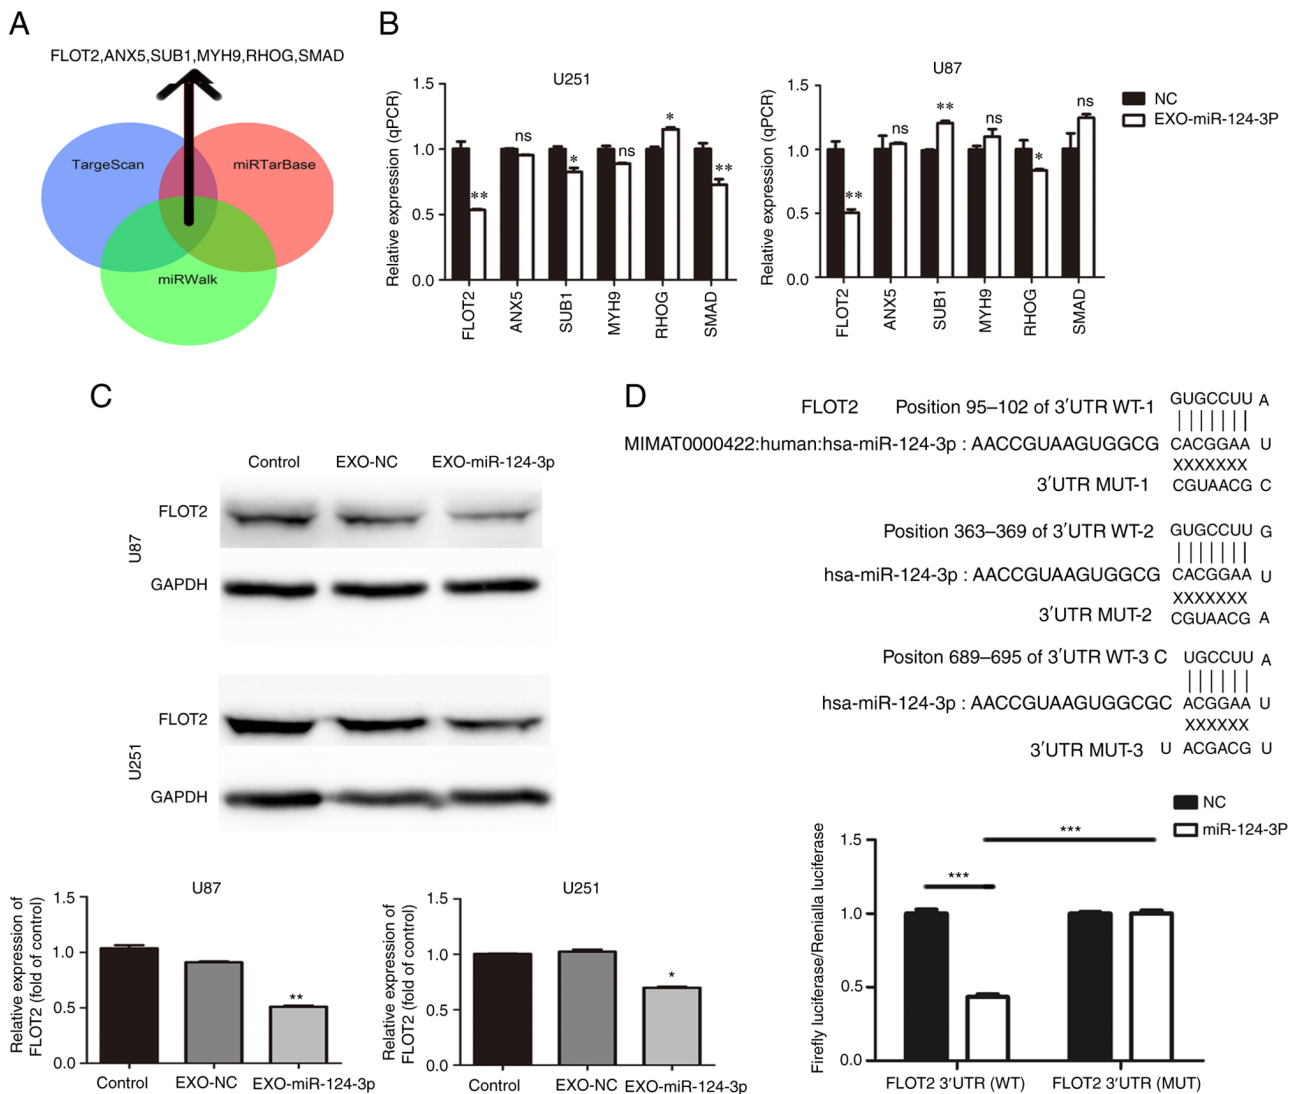 A
FLOT2,ANX5,SUB1,MYH9,RHOG,SMAD
TargeScan
miRTarBase
miRWalk
B
U251
Relative expression (qPCR)
1.5
1.0
0.5
0.0
**
ns
*
ns
*
**
FLOT2
ANX5
SUB1
MYH9
RHOG
SMAD
U87
Relative expression (qPCR)
1.5
1.0
0.5
0.0
**
ns
**
ns
*
ns
FLOT2
ANX5
SUB1
MYH9
RHOG
SMAD
NC
EXO-miR-124-3P
C
Control EXO-NC EXO-miR-124-3p
U87
FLOT2
GAPDH
U251
FLOT2
GAPDH
U87
Relative expression of
FLOT2 (fold of control)
1.5
1.0
0.5
0.0
**
Control EXO-NC EXO-miR-124-3p
U251
Relative expression of
FLOT2 (fold of control)
1.5
1.0
0.5
0.0
*
Control EXO-NC EXO-miR-124-3p
D
FLOT2 Position 95–102 of 3′UTR WT-1 GUGCCUU A
MIMAT0000422:human:hsa-miR-124-3p : AACCGUAAGUGGCG CACGGAA U
XXXXXXX
3′UTR MUT-1 CGUAACG C
Position 363–369 of 3′UTR WT-2 GUGCCUU G
hsa-miR-124-3p : AACCGUAAGUGGCG CACGGAA U
XXXXXXX
3′UTR MUT-2 CGUAACG A
Positon 689–695 of 3′UTR WT-3 C UGCCUU A
hsa-miR-124-3p : AACCGUAAGUGGCGC ACGGAA U
XXXXXX
3′UTR MUT-3 U ACGACG U
NC
miR-124-3P
Firefly luciferase/Renialla luciferase
1.5
1.0
0.5
0.0
***
***
FLOT2 3′UTR (WT) FLOT2 3′UTR (MUT)